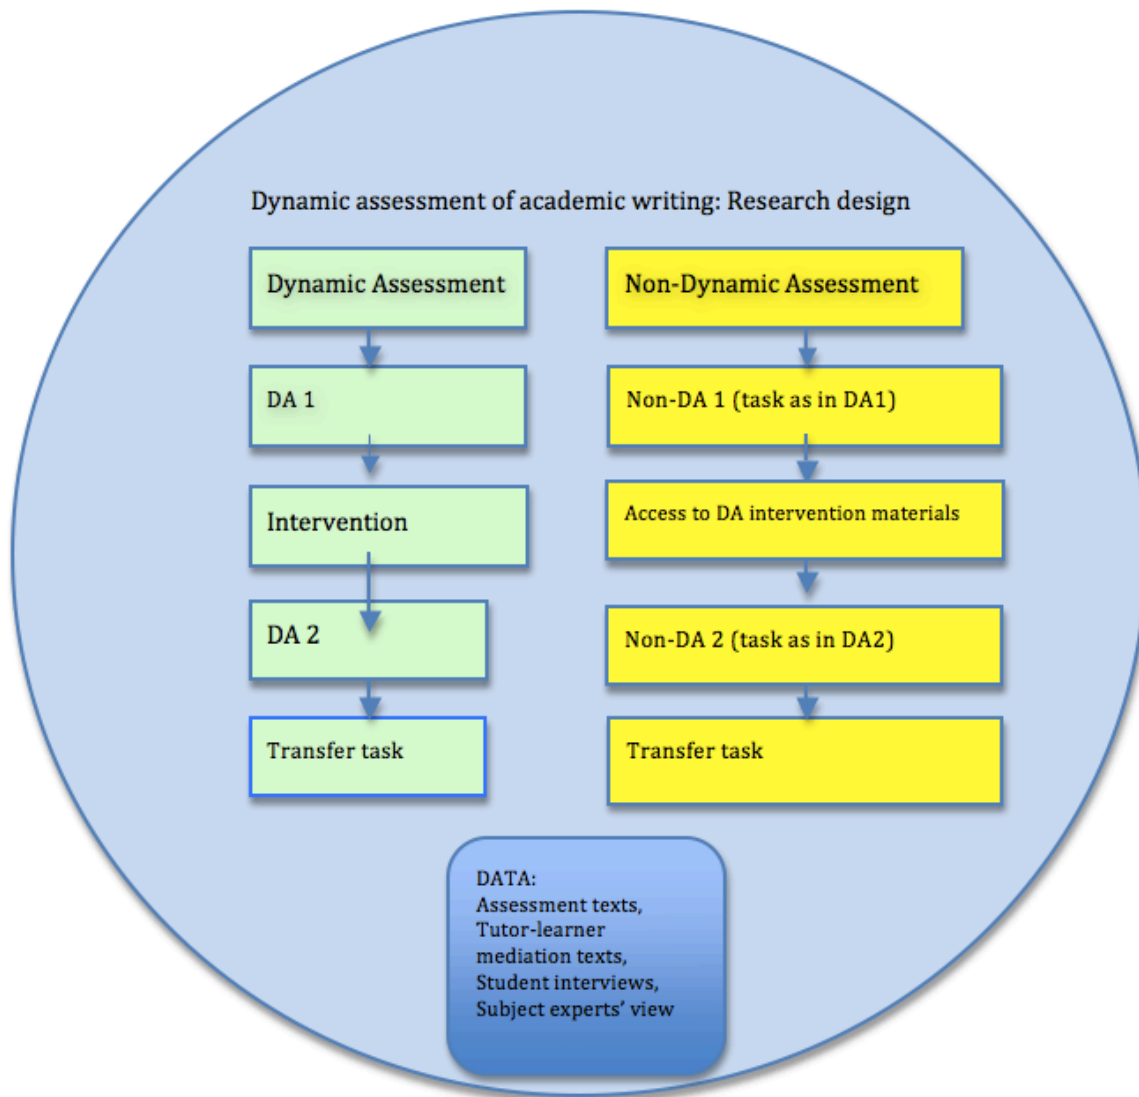 Dynamic assessment of academic writing: Research design
Dynamic Assessment
Non-Dynamic Assessment
DA 1
Non-DA 1 (task as in DA1)
Intervention
Access to DA intervention materials
DA 2
Non-DA 2 (task as in DA2)
Transfer task
Transfer task
DATA:
Assessment texts,
Tutor-learner
mediation texts,
Student interviews,
Subject experts’ view